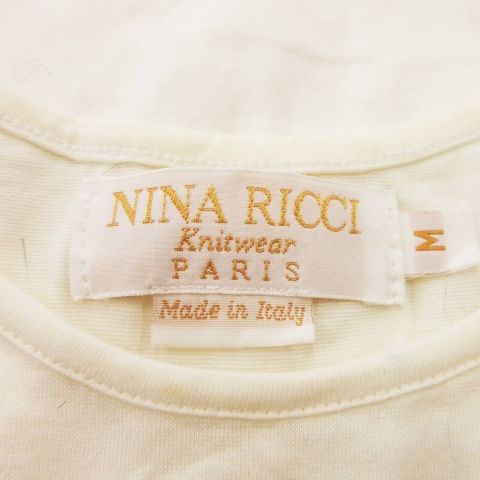 NINA RICCI
Knitwear
PARIS
Made in Italy
M